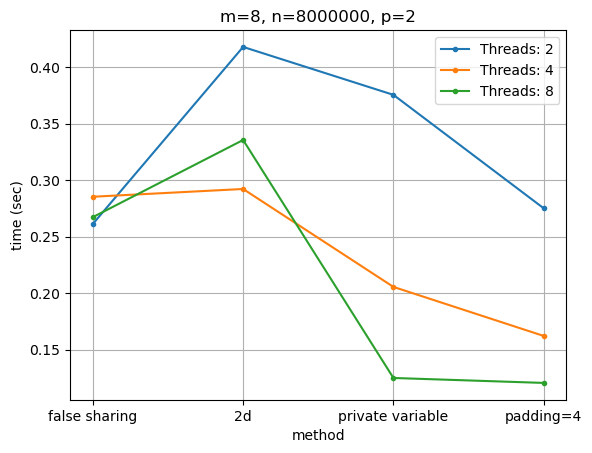 m=8, n=8000000, p=2
Threads: 2
Threads: 4
Threads: 8
0.40
0.35
0.30
0.25
0.20
0.15
time (sec)
false sharing
2d
private variable
padding=4
method